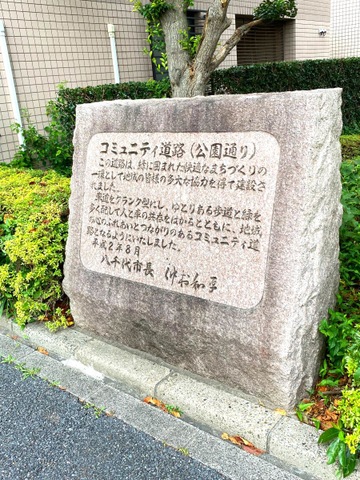 コミュニティ道路（公園通り）
この道路は、緑に囲まれた快適なまちづくりの
一環として地域の皆様の多大な協力を得て建設さ
れました。
車道をクランク型にし、ゆとりある歩道と緑を
多く配して人と車の共存をはかるとともに、地域
の心のふれあいとつながりのあるコミュニティ道
路となるようにいたしました。
平成2年8月
八千代市長